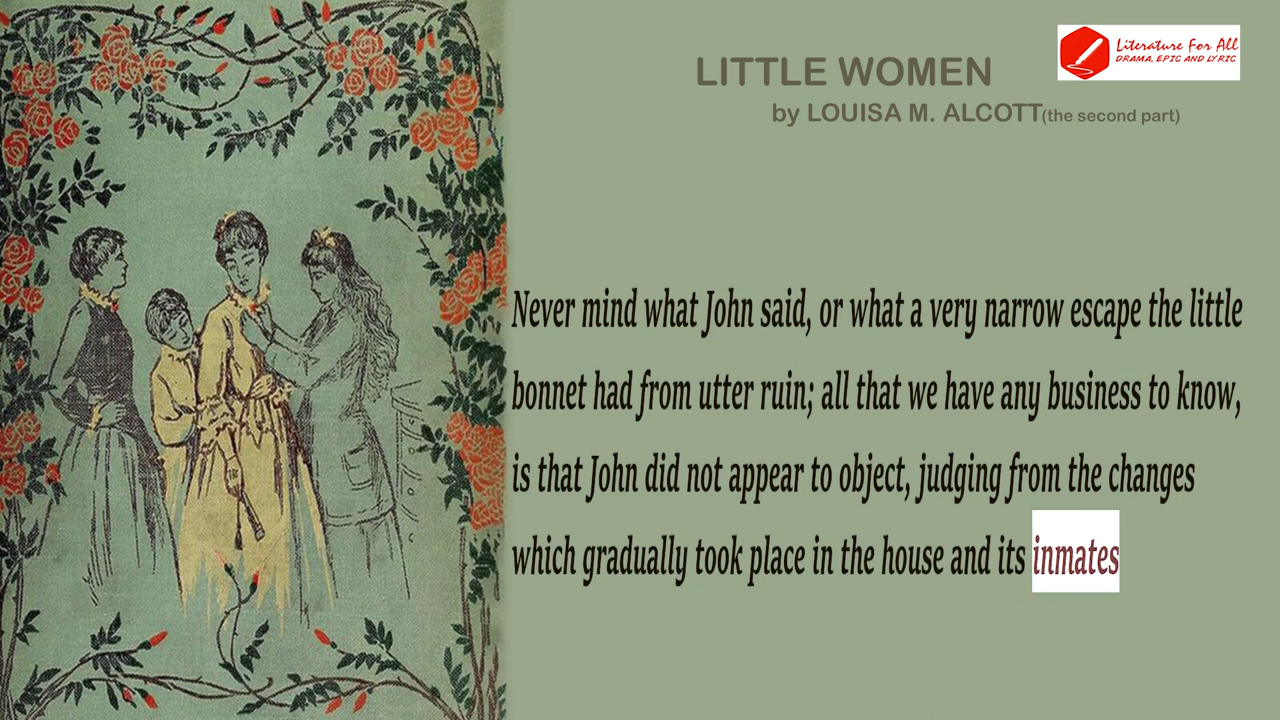 LITTLE WOMEN
by LOUISA M. ALCOTT(the second part)
Literature For All
DRAMA, EPIC AND LYRIC
Never mind what John said, or what a very narrow escape the little
bonnet had from utter ruin; all that we have any business to know,
is that John did not appear to object, judging from the changes
which gradually took place in the house and its inmates